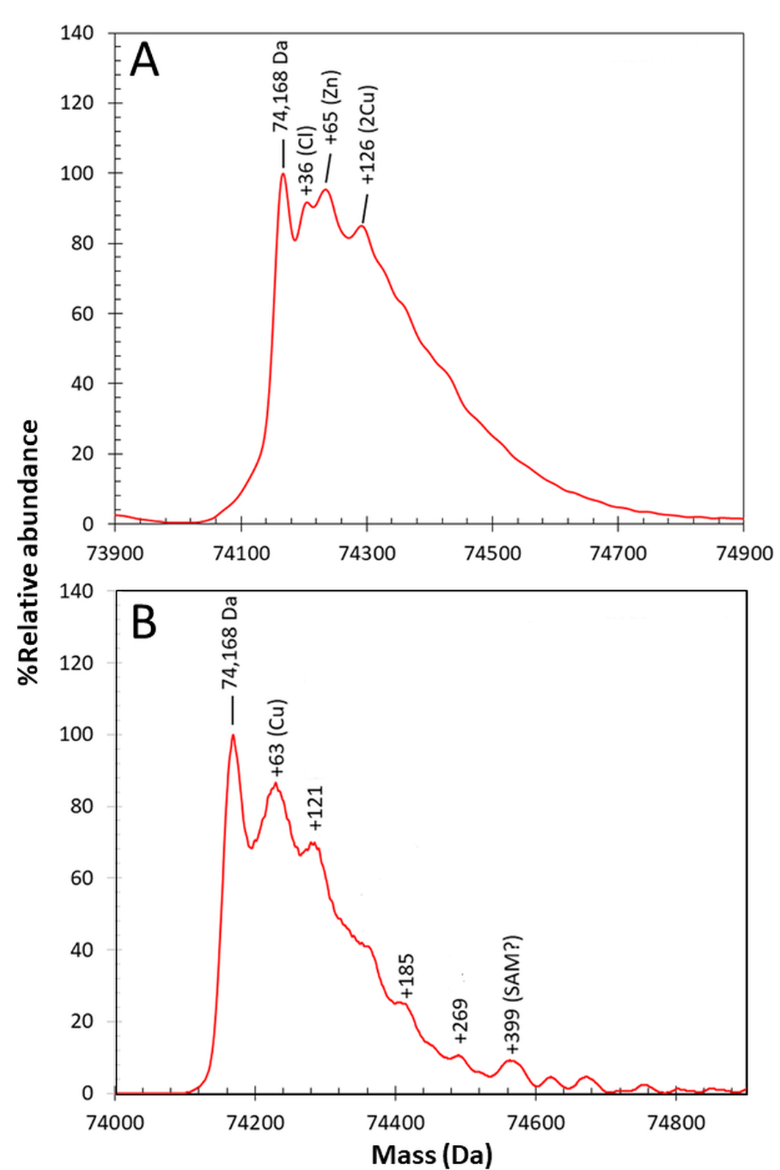 %Relative abundance
A
140
120
100
80
60
40
20
0
74,168 Da
+36 (Cl)
+65 (Zn)
+126 (2Cu)
73900 74100 74300 74500 74700 74900
B
140
120
100
80
60
40
20
0
74,168 Da
+63 (Cu)
+121
+185
+269
+399 (SAM?)
74000 74200 74400 74600 74800
Mass (Da)